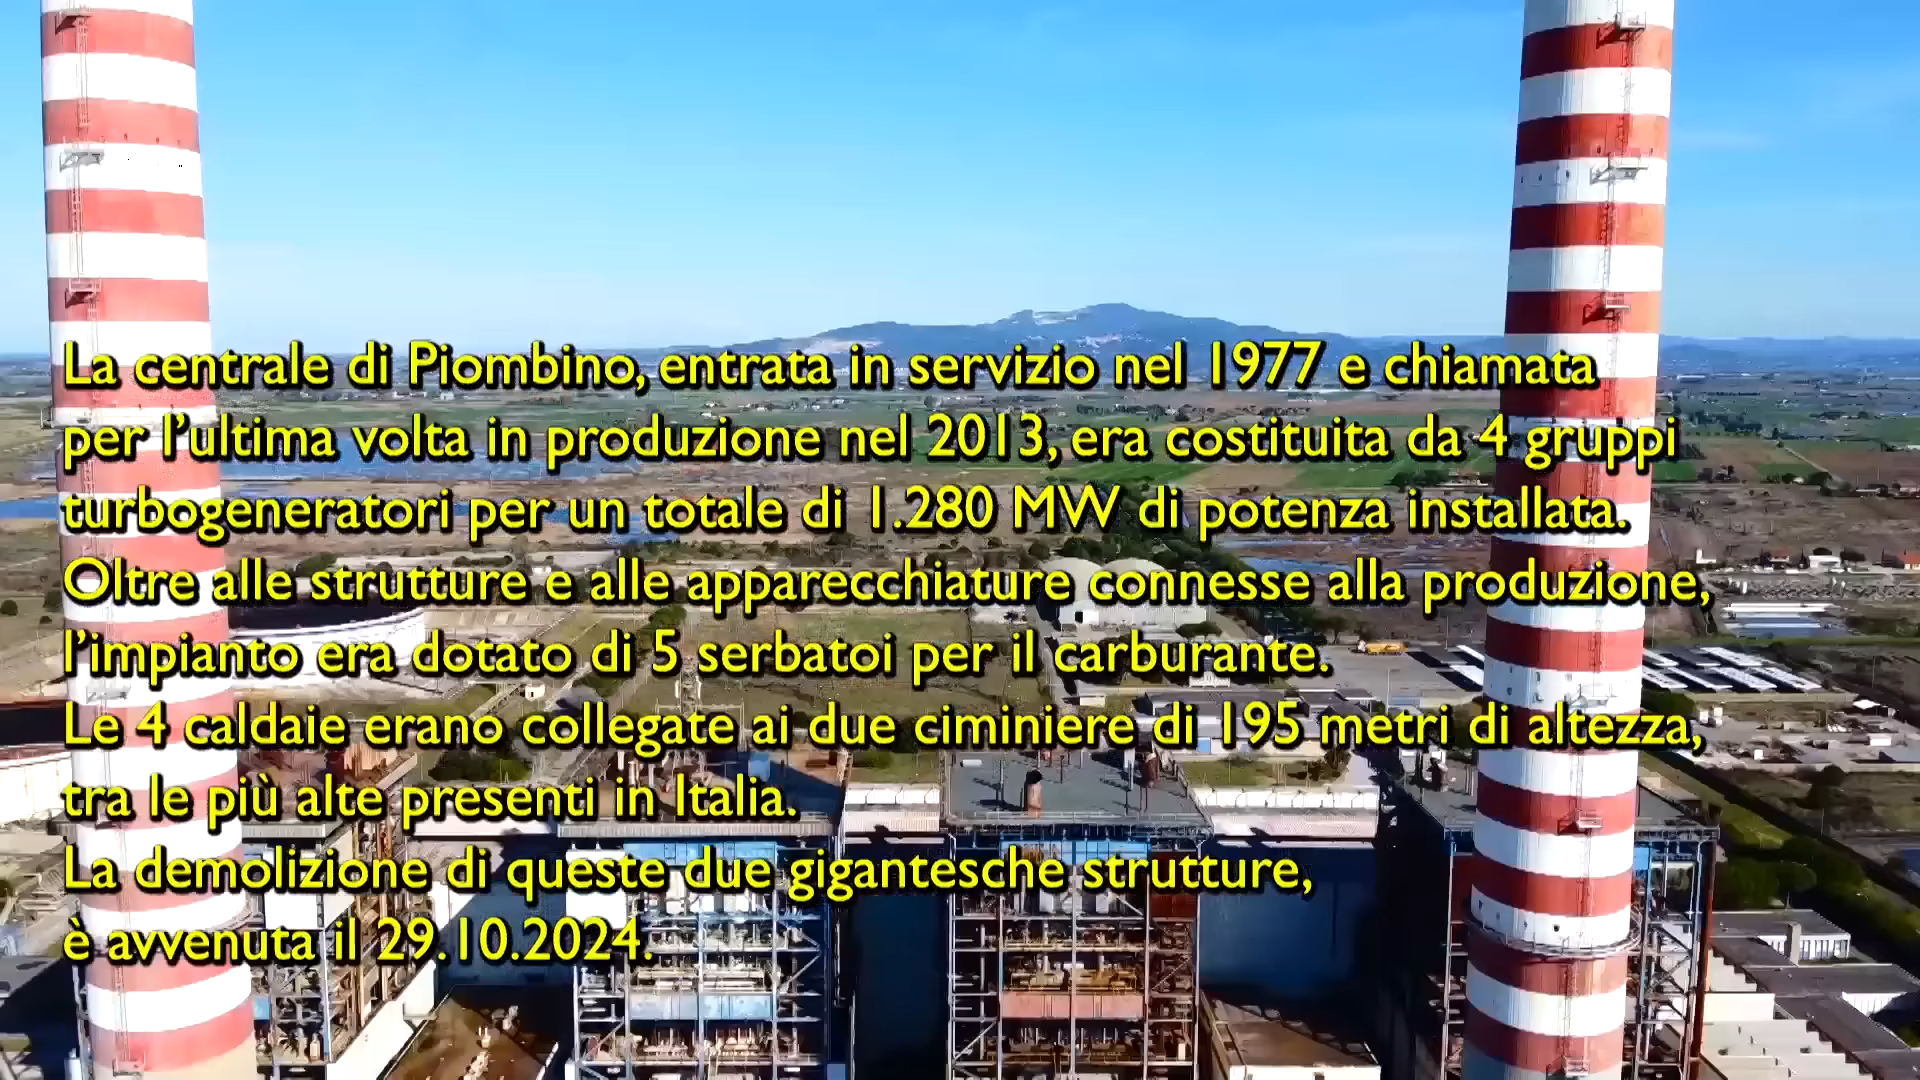 La centrale di Piombino, entrata in servizio nel 1977 e chiamata
per l'ultima volta in produzione nel 2013, era costituita da 4 gruppi
turbogeneratori per un totale di 1.280 MW di potenza installata.
Oltre alle strutture e alle apparecchiature connesse alla produzione,
l'impianto era dotato di 5 serbatoi per il carburante.
Le 4 caldaie erano collegate ai due ciminiere di 195 metri di altezza,
tra le più alte presenti in Italia.
La demolizione di queste due gigantesche strutture,
è avvenuta il 29.10.2024.